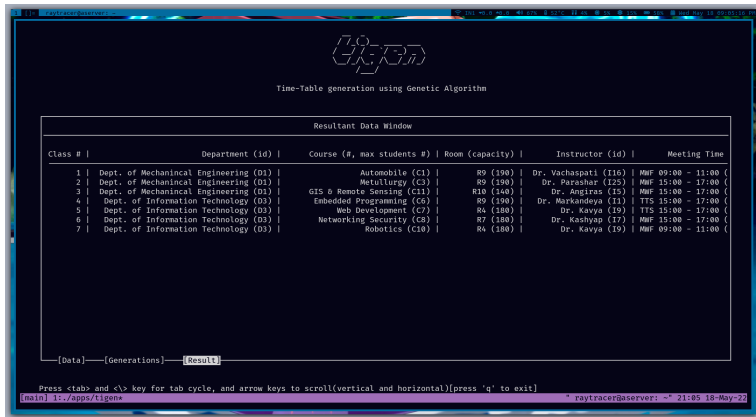 raytracer@aserver: ~
Time-Table generation using Genetic Algorithm
Resultant Data Window
Class # | Department (id) | Course (#, max students #) | Room (capacity) | Instructor (id) | Meeting Time
1 | Dept. of Mechanincal Engineering (D1) | Automobile (C1) | R9 (190) | Dr. Vachaspati (I16) | MWF 09:00 - 11:00 (
2 | Dept. of Mechanincal Engineering (D1) | Metullurgy (C3) | R9 (190) | Dr. Parashar (I25) | MWF 15:00 - 17:00 (
3 | Dept. of Mechanincal Engineering (D1) | GIS & Remote Sensing (C11) | R10 (140) | Dr. Angiras (I5) | MWF 15:00 - 17:00 (
4 | Dept. of Information Technology (D3) | Embedded Programming (C6) | R9 (190) | Dr. Markandeya (I1) | TTS 15:00 - 17:00 (
5 | Dept. of Information Technology (D3) | Web Development (C7) | R4 (180) | Dr. Kavya (I9) | TTS 15:00 - 17:00 (
6 | Dept. of Information Technology (D3) | Networking Security (C8) | R7 (180) | Dr. Kashyap (I7) | MWF 15:00 - 17:00 (
7 | Dept. of Information Technology (D3) | Robotics (C10) | R4 (180) | Dr. Kavya (I9) | MWF 09:00 - 11:00 (
[Data] [Generations] [Result]
Press <tab> and <\> key for tab cycle, and arrow keys to scroll(vertical and horizontal)[press 'q' to exit]
[main] 1:./apps/tigen* " raytracer@aserver: ~" 21:05 18-May-22